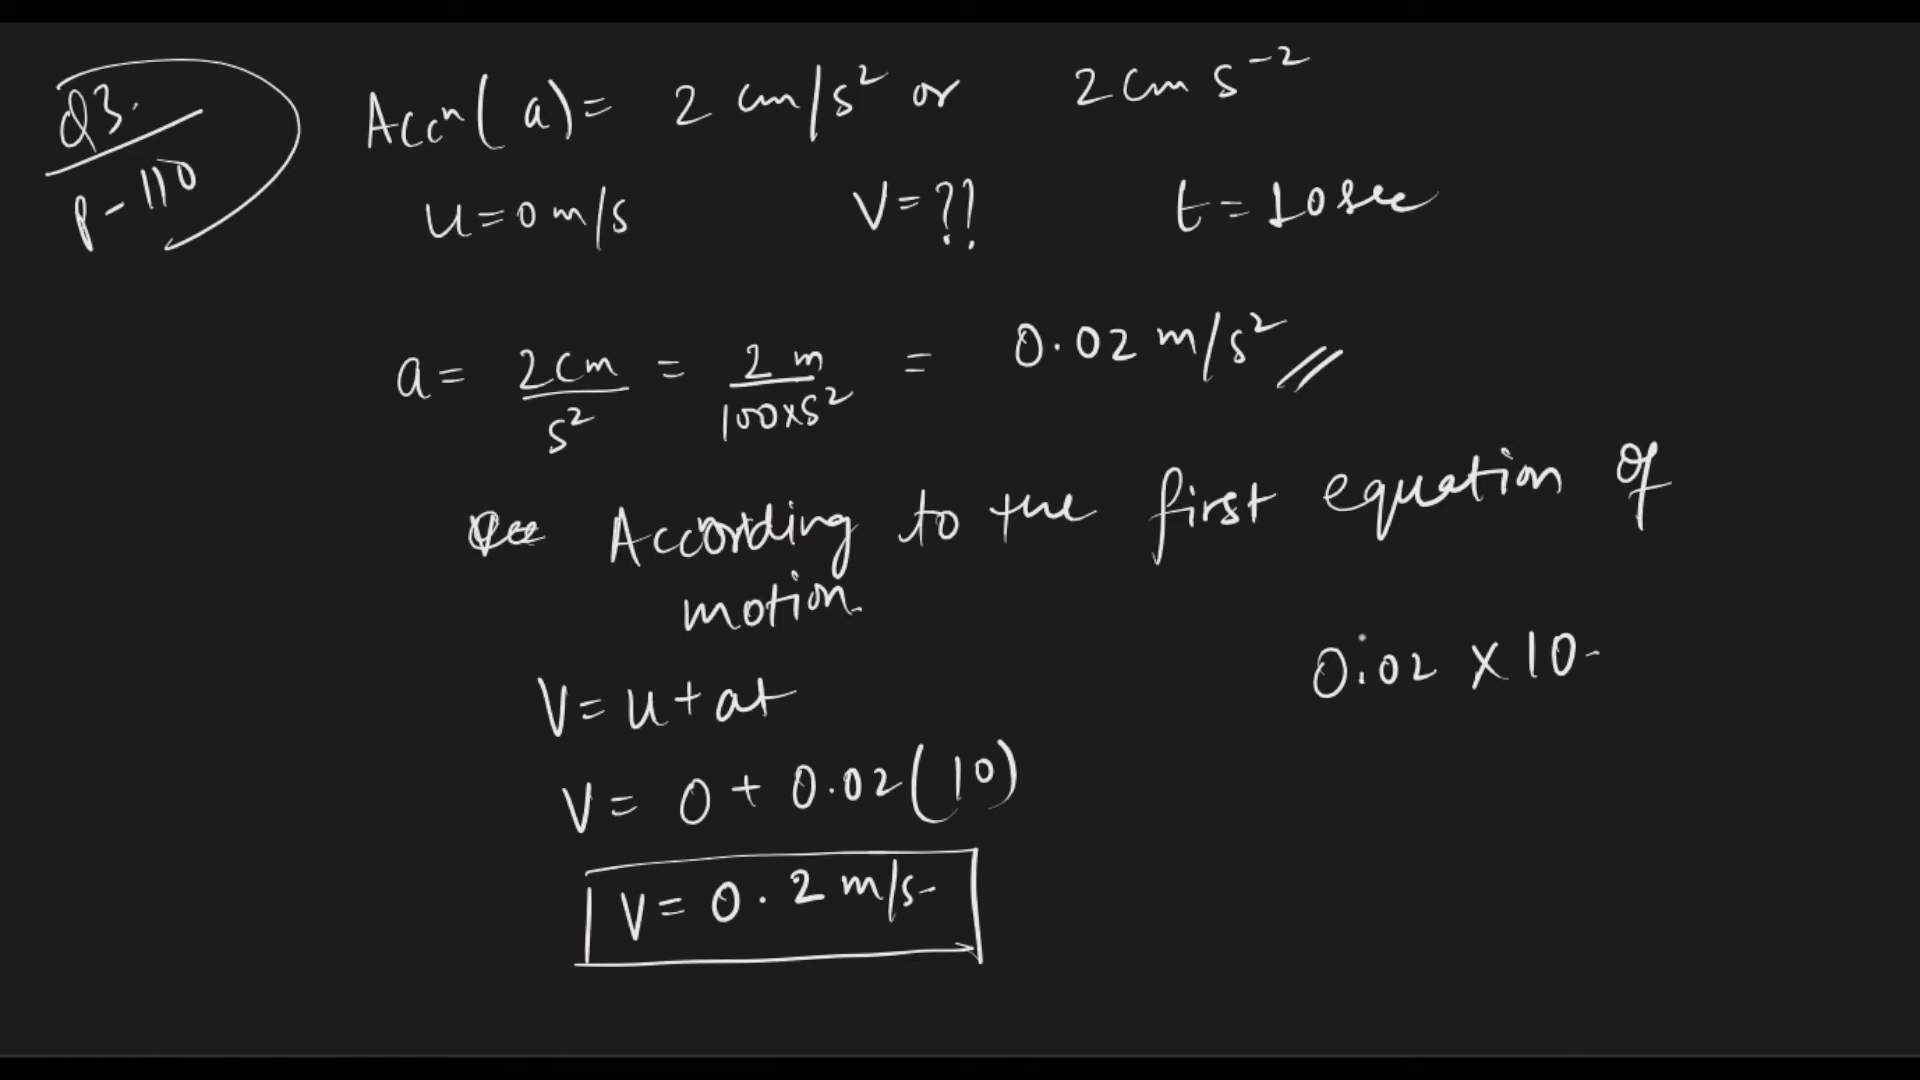 Q3.
P-110
Accⁿ(a) = 2 cm/s² or 2 cm s⁻²
u = 0 m/s V = ?? t = 10 sec
a = 2cm/s² = 2 m/100×s² = 0.02 m/s²
According to the first equation of
motion.
V = u + at
0.02 × 10
V = 0 + 0.02(10)
V = 0.2 m/s